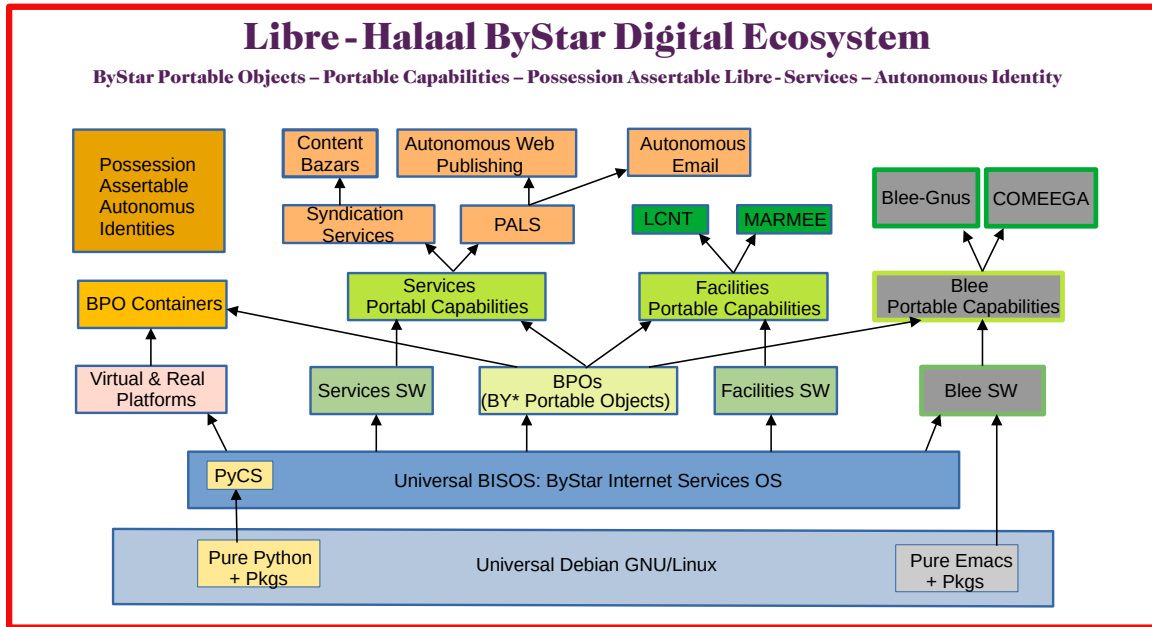 Libre-Halaal ByStar Digital Ecosystem
ByStar Portable Objects – Portable Capabilities – Possession Assertable Libre-Services – Autonomous Identity
Possession
Assertable
Autonomus
Identities
Content
Bazars
Autonomous Web
Publishing
Autonomous
Email
Syndication
Services
PALS
LCNT
MARMEE
Blee-Gnus
COMEEGA
BPO Containers
Services
Portabl Capabilities
Facilities
Portable Capabilities
Blee
Portable Capabilities
Virtual & Real
Platforms
Services SW
BPOs
(BY* Portable Objects)
Facilities SW
Blee SW
PyCS
Universal BISOS: ByStar Internet Services OS
Pure Python
+ Pkgs
Universal Debian GNU/Linux
Pure Emacs
+ Pkgs